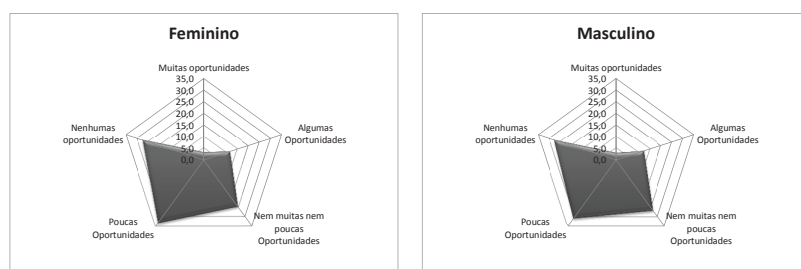 Feminino
Muitas oportunidades
35,0
30,0
25,0
20,0
15,0
10,0
5,0
0,0
Algumas
Oportunidades
Nem muitas nem
poucas
Oportunidades
Poucas
Oportunidades
Nenhumas
oportunidades
Masculino
Muitas oportunidades
35,0
30,0
25,0
20,0
15,0
10,0
5,0
0,0
Algumas
Oportunidades
Nem muitas nem
poucas
Oportunidades
Poucas
Oportunidades
Nenhumas
oportunidades